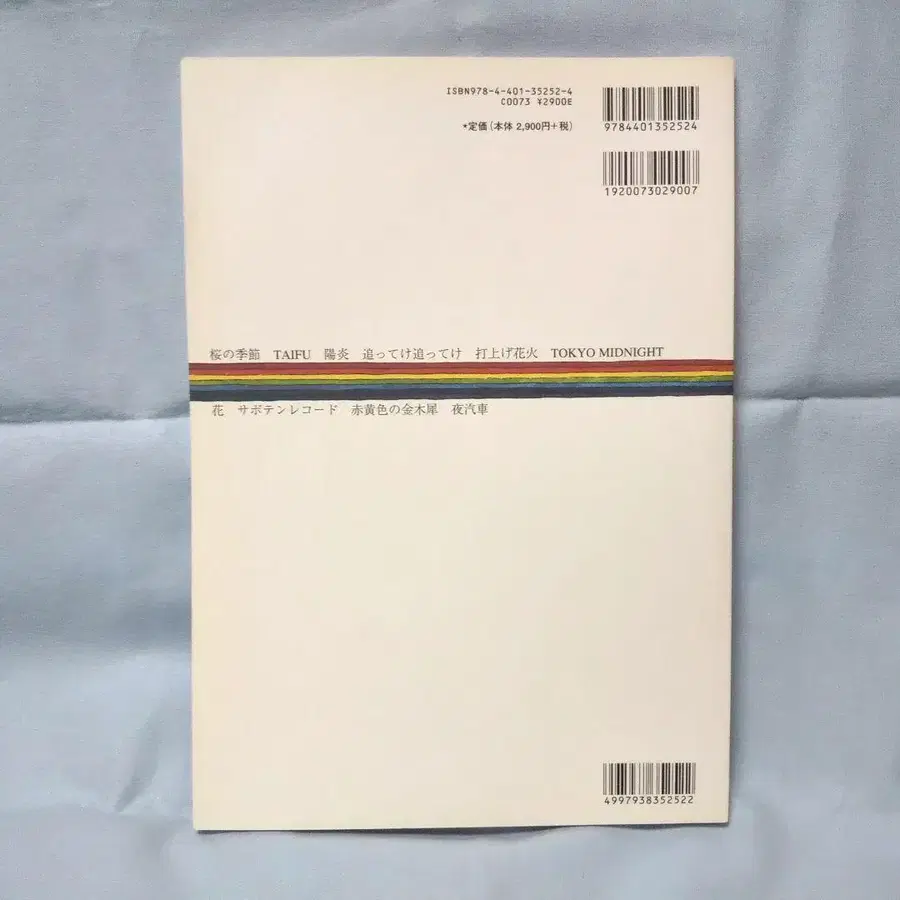 ISBN978-4-401-35252-4
C0073 ¥2900E
*定価(本体 2,900円+税)
9784401352524
1920073029007
桜の季節 TAIFU 陽炎 追ってけ追ってけ 打上げ花火 TOKYO MIDNIGHT
花 サボテンレコード 赤黄色の金木犀 夜汽車
4997938352522